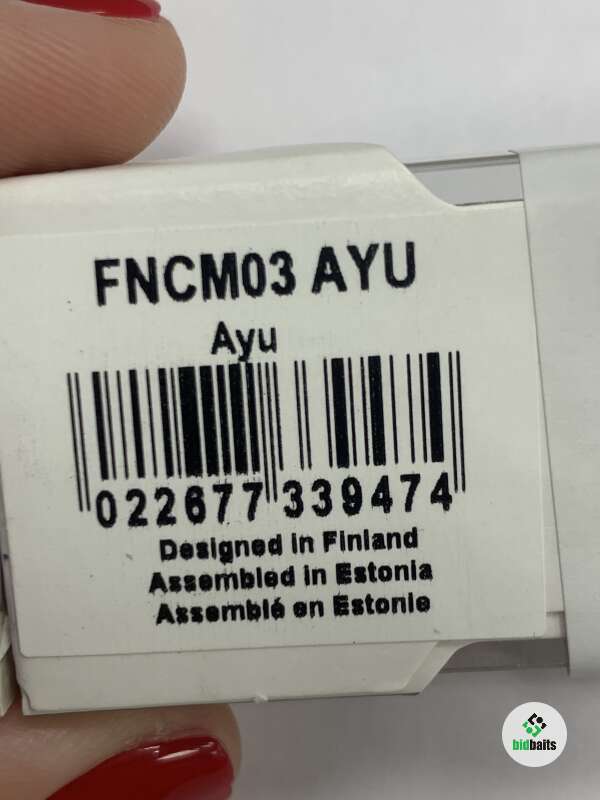 FNCM03 AYU
Ayu
022677 339474
Designed in Finland
Assembled in Estonia
Assemblé en Estonie
bidbaits